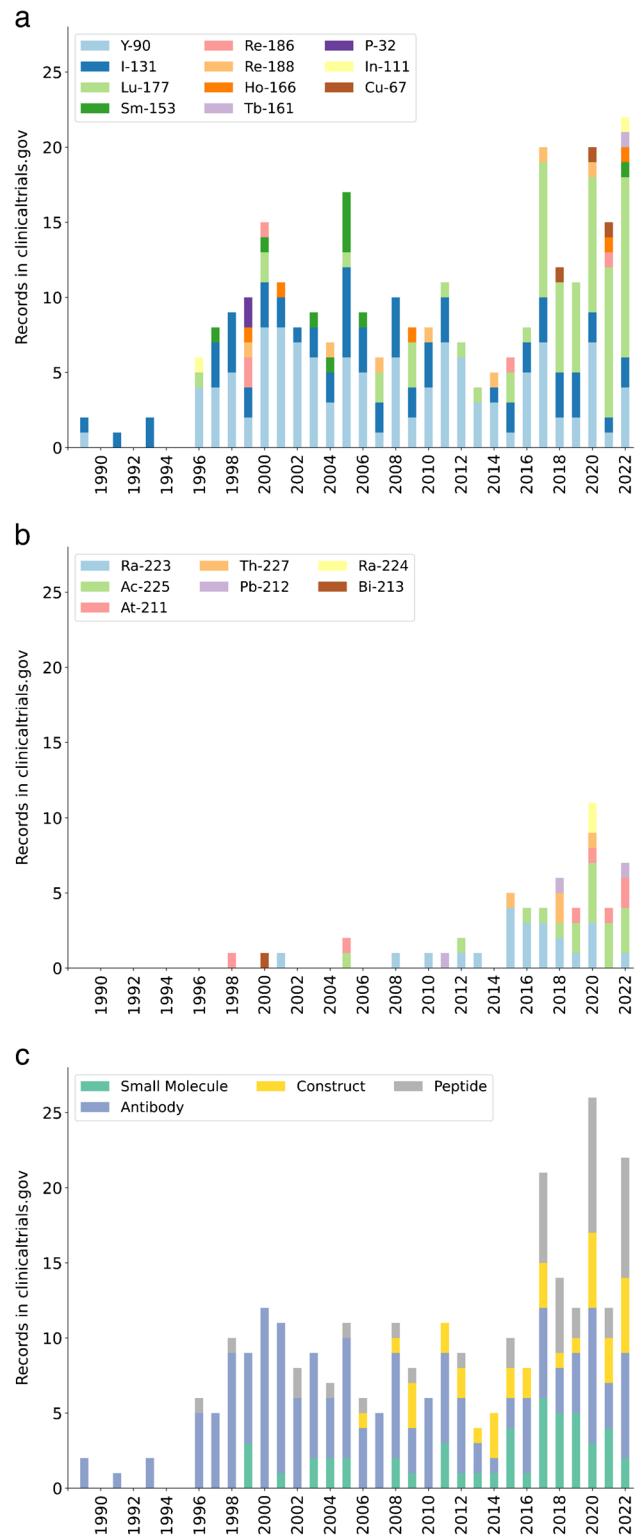 a
Y-90 Re-186 P-32
I-131 Re-188 In-111
Lu-177 Ho-166 Cu-67
Sm-153 Tb-161
Records in clinicaltrials.gov
25
20
15
10
5
0
1990 1992 1994 1996 1998 2000 2002 2004 2006 2008 2010 2012 2014 2016 2018 2020 2022
b
Ra-223 Th-227 Ra-224
Ac-225 Pb-212 Bi-213
At-211
Records in clinicaltrials.gov
25
20
15
10
5
0
1990 1992 1994 1996 1998 2000 2002 2004 2006 2008 2010 2012 2014 2016 2018 2020 2022
c
Small Molecule Construct Peptide
Antibody
Records in clinicaltrials.gov
25
20
15
10
5
0
1990 1992 1994 1996 1998 2000 2002 2004 2006 2008 2010 2012 2014 2016 2018 2020 2022